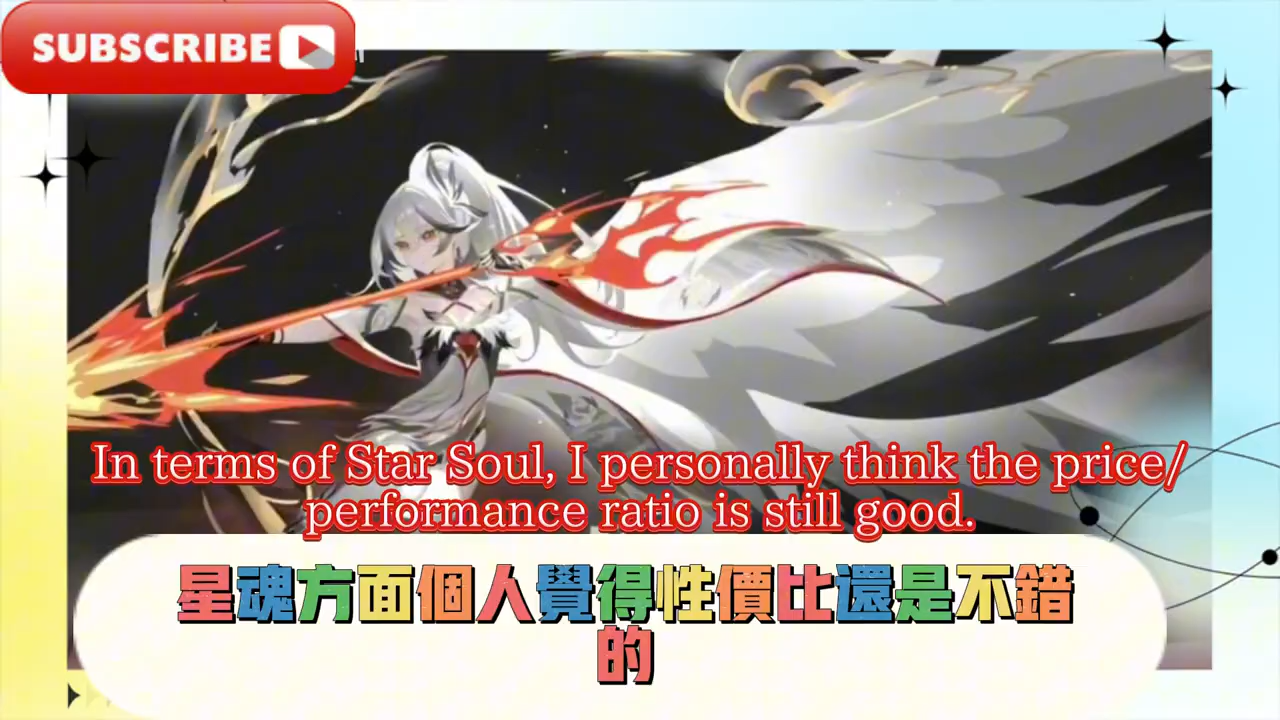 SUBSCRIBE
In terms of Star Soul, I personally think the price/
performance ratio is still good.
星魂方面個人覺得性價比還是不錯
的